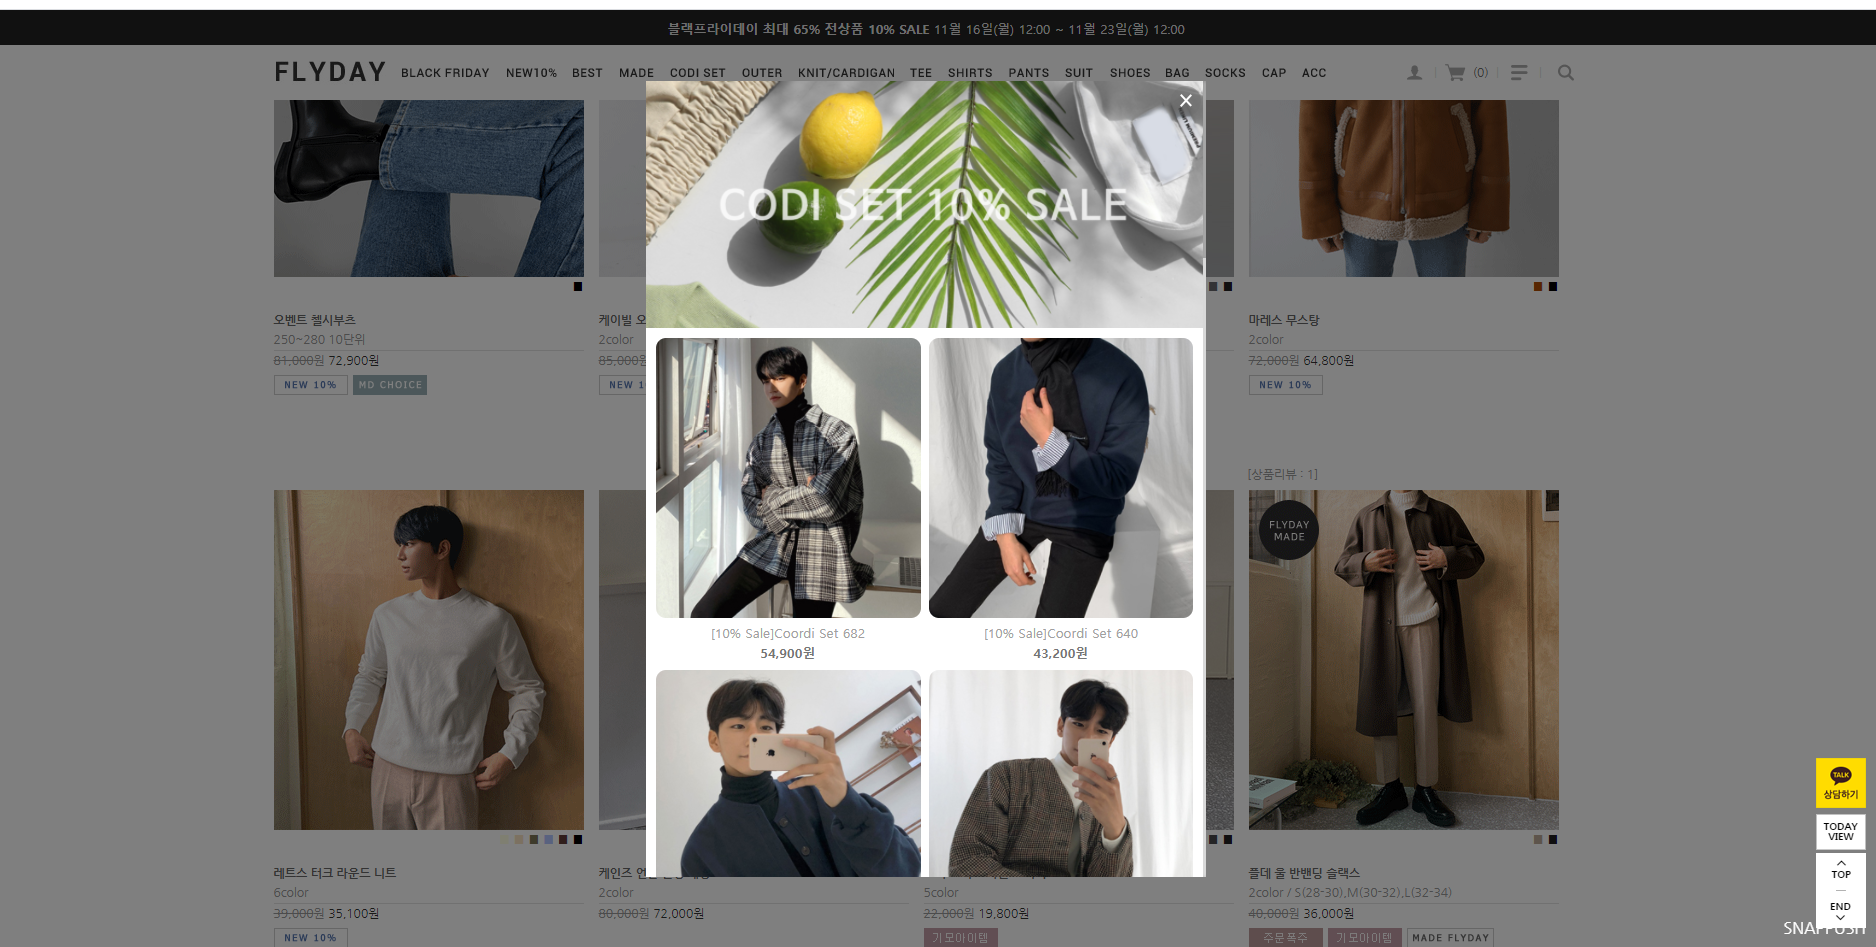 블랙프라이데이 최대 65% 전상품 10% SALE 11월 16일(월) 12:00 ~ 11월 23일(월) 12:00
FLYDAY BLACK FRIDAY NEW10% BEST MADE CODI SET OUTER KNIT/CARDIGAN TEE SHIRTS PANTS SUIT SHOES BAG SOCKS CAP ACC (0)
CODI SET 10% SALE
오벤트 첼시부츠
250~280 10단위
81,000원 72,900원
NEW 10% MD CHOICE
케이빌
2color
85,000원
NEW
마레스 무스탕
2color
72,000원 64,800원
NEW 10%
[10% Sale]Coordi Set 682
54,900원
[10% Sale]Coordi Set 640
43,200원
[상품리뷰 : 1]
FLYDAY
MADE
레트스 터크 라운드 니트
6color
39,000원 35,100원
NEW 10%
케인즈
2color
80,000원 72,000원
5color
22,000원 19,800원
기모아이템
플데 울 반밴딩 슬랙스
2color / S(28-30),M(30-32),L(32-34)
40,000원 36,000원
주문폭주 기모아이템 MADE FLYDAY
TALK
상담하기
TODAY
VIEW
TOP
END
SNAPPUSH